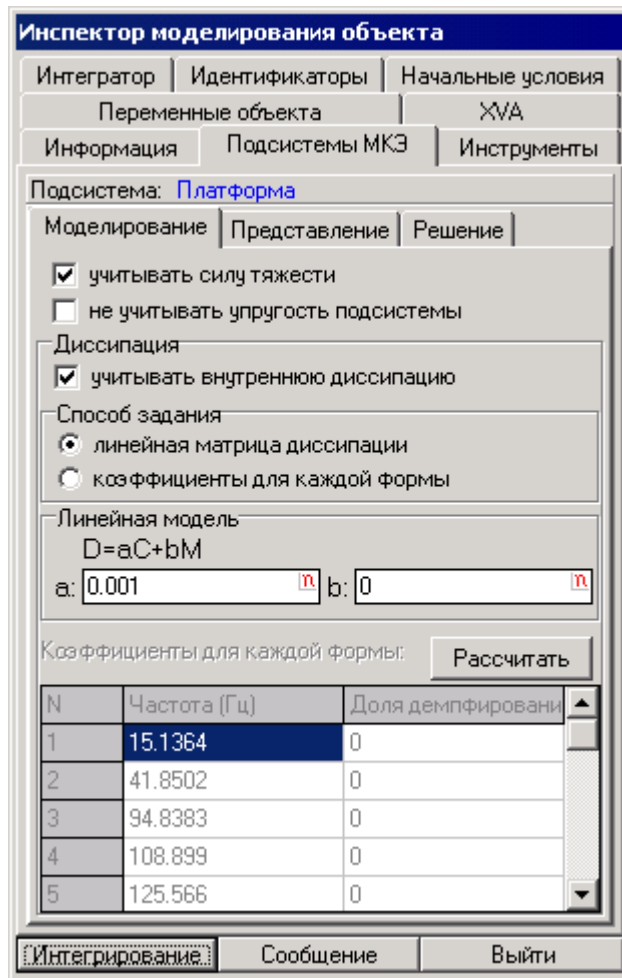 Инспектор моделирования объекта
Интегратор Идентификаторы Начальные условия
Переменные объекта XVA
Информация Подсистемы МКЭ Инструменты
Подсистема: Платформа
Моделирование Представление Решение
учитывать силу тяжести
не учитывать упругость подсистемы
Диссипация
учитывать внутреннюю диссипацию
Способ задания
линейная матрица диссипации
коэффициенты для каждой формы
Линейная модель
D=aC+bM
a: 0.001 n b: 0 n
Коэффициенты для каждой формы: Рассчитать
N Частота (Гц) Доля демпфировани
1 15.1364 0
2 41.8502 0
3 94.8383 0
4 108.899 0
5 125.566 0
Интегрирование Сообщение Выйти